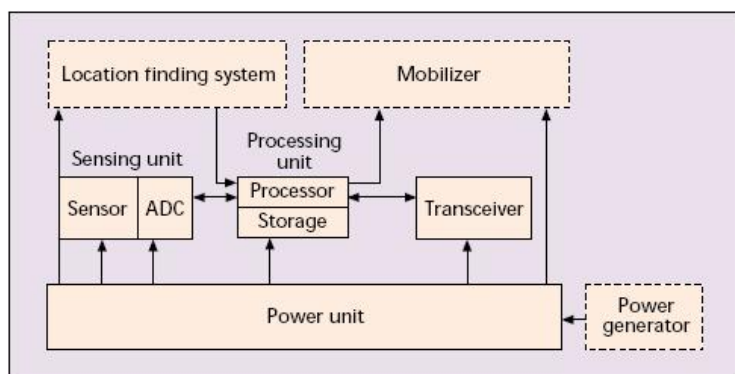 Location finding system
Mobilizer
Sensing unit
Processing
unit
Sensor
ADC
Processor
Storage
Transceiver
Power unit
Power
generator